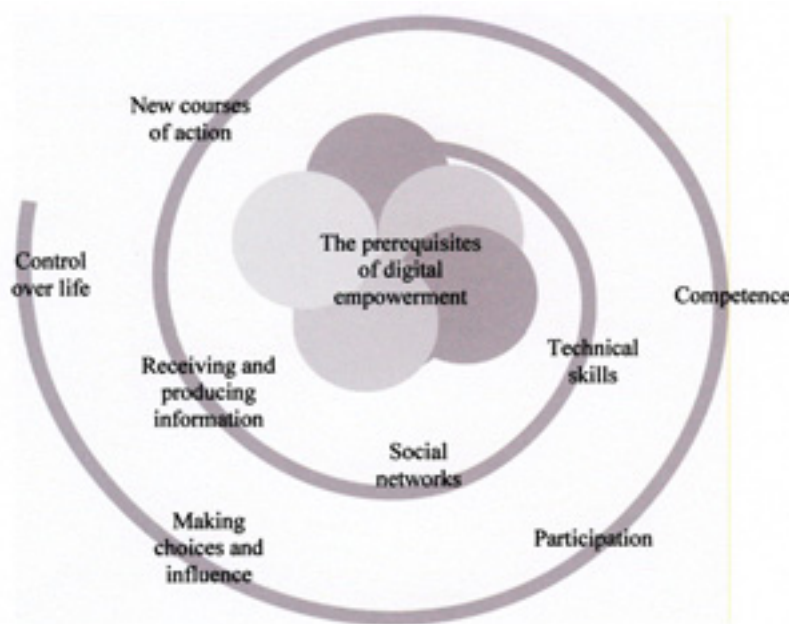 New courses
of action
The prerequisites
of digital
empowerment
Control
over life
Competence
Technical
skills
Receiving and
producing
information
Social
networks
Making
choices and
influence
Participation